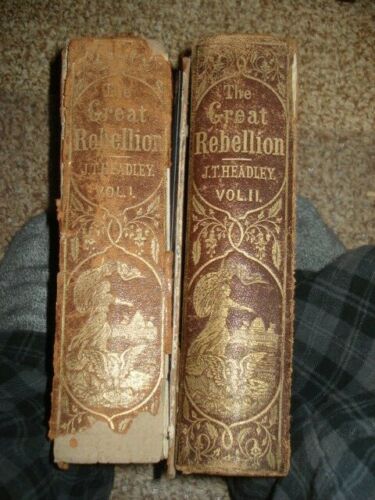 The
Great
Rebellion
J.T.HEADLEY.
VOL.I.
The
Great
Rebellion
J.T.HEADLEY.
VOL.II.